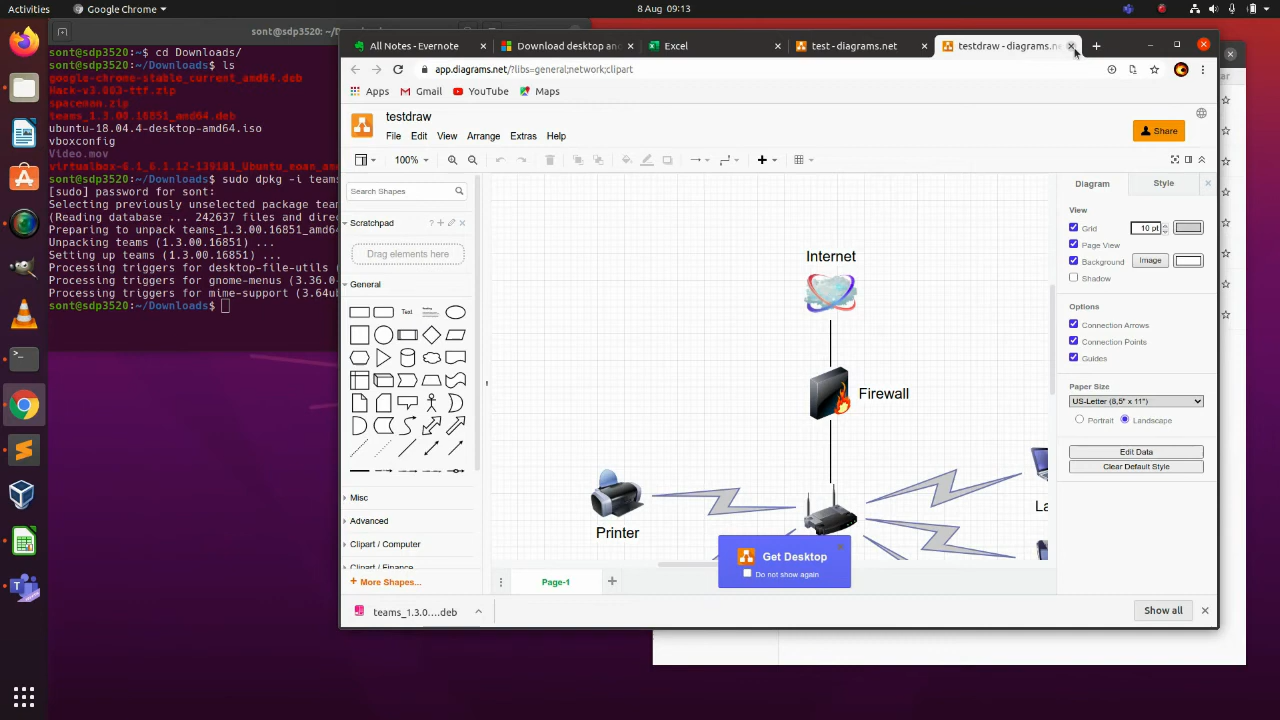 Activities
Google Chrome
8 Aug 09:13
sont@sdp3520: ~/Downloads
sont@sdp3520:~$ cd Downloads/
sont@sdp3520:~/Downloads$ ls
google-chrome-stable_current_amd64.deb
Hack-v3.003-ttf.zip
spaceman.zip
teams_1.3.00.16851_amd64.deb
ubuntu-18.04.4-desktop-amd64.iso
vboxconfig
Video.mov
sont@sdp3520:~/Downloads$ sudo dpkg -i teams
[sudo] password for sont:
Selecting previously unselected package team
(Reading database ... 242637 files and direc
Preparing to unpack teams_1.3.00.16851_amd64
Unpacking teams (1.3.00.16851) ...
Setting up teams (1.3.00.16851) ...
Processing triggers for desktop-file-utils (
Processing triggers for gnome-menus (3.36.0
Processing triggers for mime-support (3.64ub
sont@sdp3520:~/Downloads$
All Notes - Evernote
Download desktop an
Excel
test - diagrams.net
testdraw - diagrams.ne
app.diagrams.net/?libs=general;network;clipart
Apps
Gmail
YouTube
Maps
testdraw
File Edit View Arrange Extras Help
Share
100%
Search Shapes
Scratchpad
Drag elements here
General
Text
Misc
Advanced
Clipart / Computer
Clipart / Finance
+ More Shapes...
Internet
Firewall
Printer
La
Get Desktop
Do not show again
Page-1
Diagram
Style
View
Grid
10 pt
Page View
Background
Image
Shadow
Options
Connection Arrows
Connection Points
Guides
Paper Size
US-Letter (8,5" x 11")
Portrait
Landscape
Edit Data
Clear Default Style
teams_1.3.0....deb
Show all